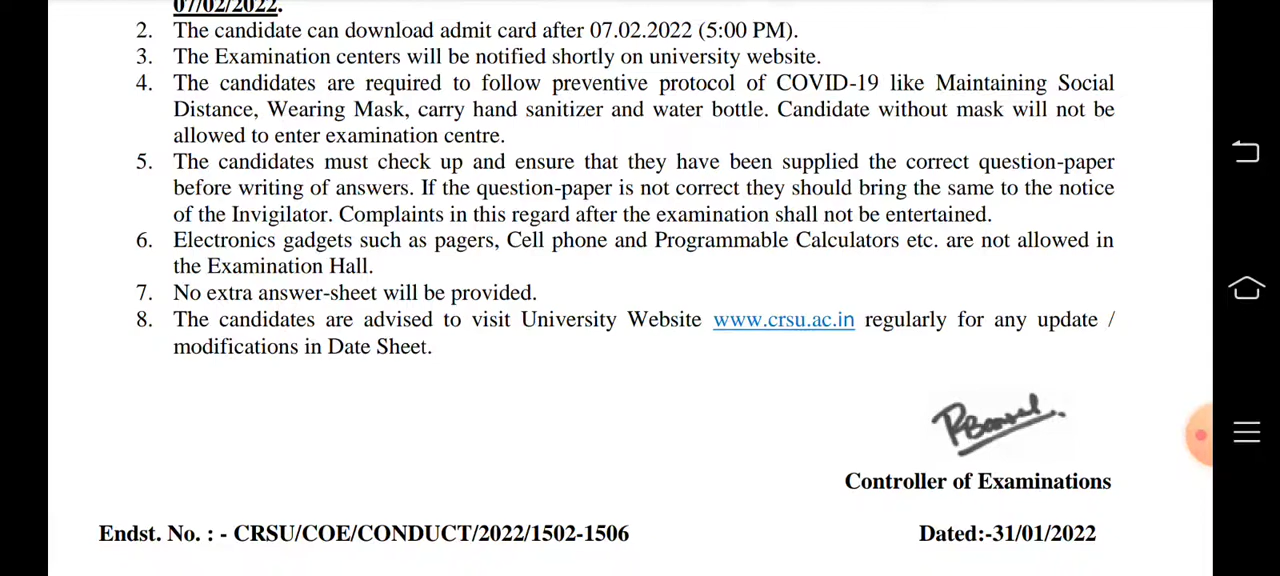 07/02/2022.
2. The candidate can download admit card after 07.02.2022 (5:00 PM).
3. The Examination centers will be notified shortly on university website.
4. The candidates are required to follow preventive protocol of COVID-19 like Maintaining Social
Distance, Wearing Mask, carry hand sanitizer and water bottle. Candidate without mask will not be
allowed to enter examination centre.
5. The candidates must check up and ensure that they have been supplied the correct question-paper
before writing of answers. If the question-paper is not correct they should bring the same to the notice
of the Invigilator. Complaints in this regard after the examination shall not be entertained.
6. Electronics gadgets such as pagers, Cell phone and Programmable Calculators etc. are not allowed in
the Examination Hall.
7. No extra answer-sheet will be provided.
8. The candidates are advised to visit University Website www.crsu.ac.in regularly for any update /
modifications in Date Sheet.
RBansal
Controller of Examinations
Endst. No. : - CRSU/COE/CONDUCT/2022/1502-1506 Dated:-31/01/2022